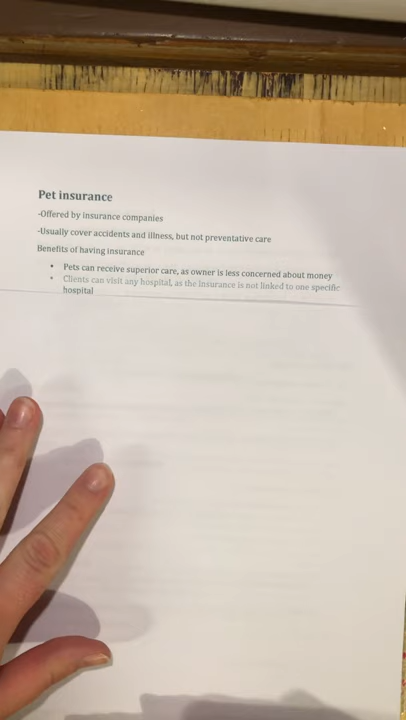 Pet insurance
-Offered by insurance companies
-Usually cover accidents and illness, but not preventative care
Benefits of having insurance
• Pets can receive superior care, as owner is less concerned about money
• Clients can visit any hospital, as the insurance is not linked to one specific
hospital